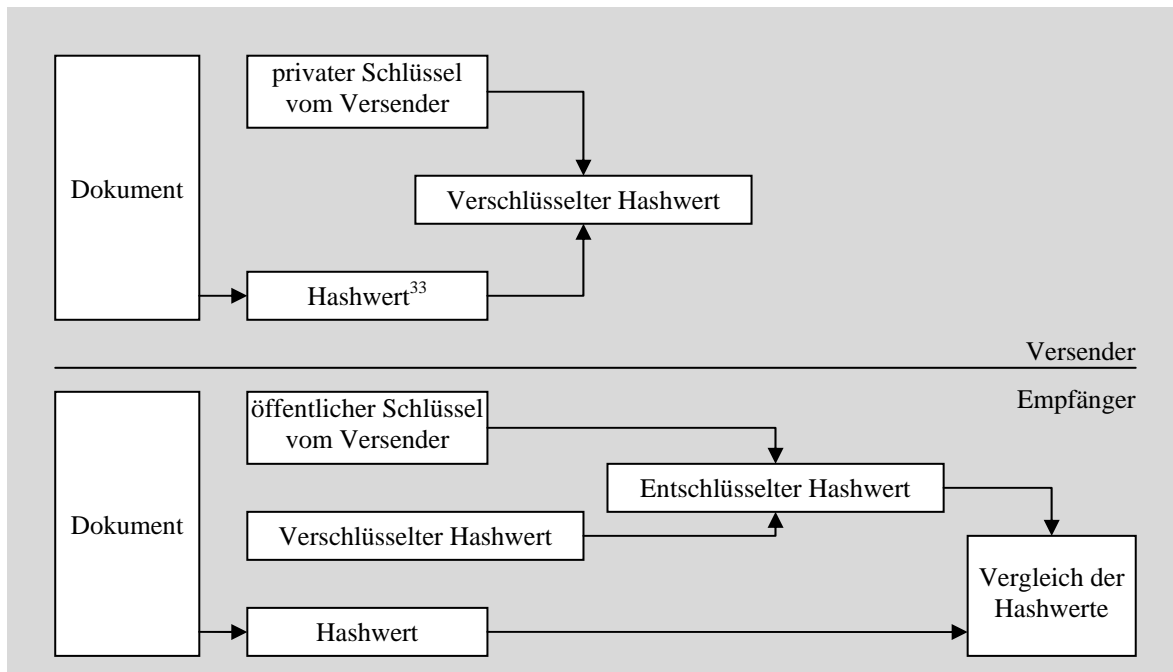 privater Schlüssel
vom Versender
Dokument
Verschlüsselter Hashwert
Hashwert33
Versender
Empfänger
öffentlicher Schlüssel
vom Versender
Entschlüsselter Hashwert
Dokument
Verschlüsselter Hashwert
Vergleich der
Hashwerte
Hashwert